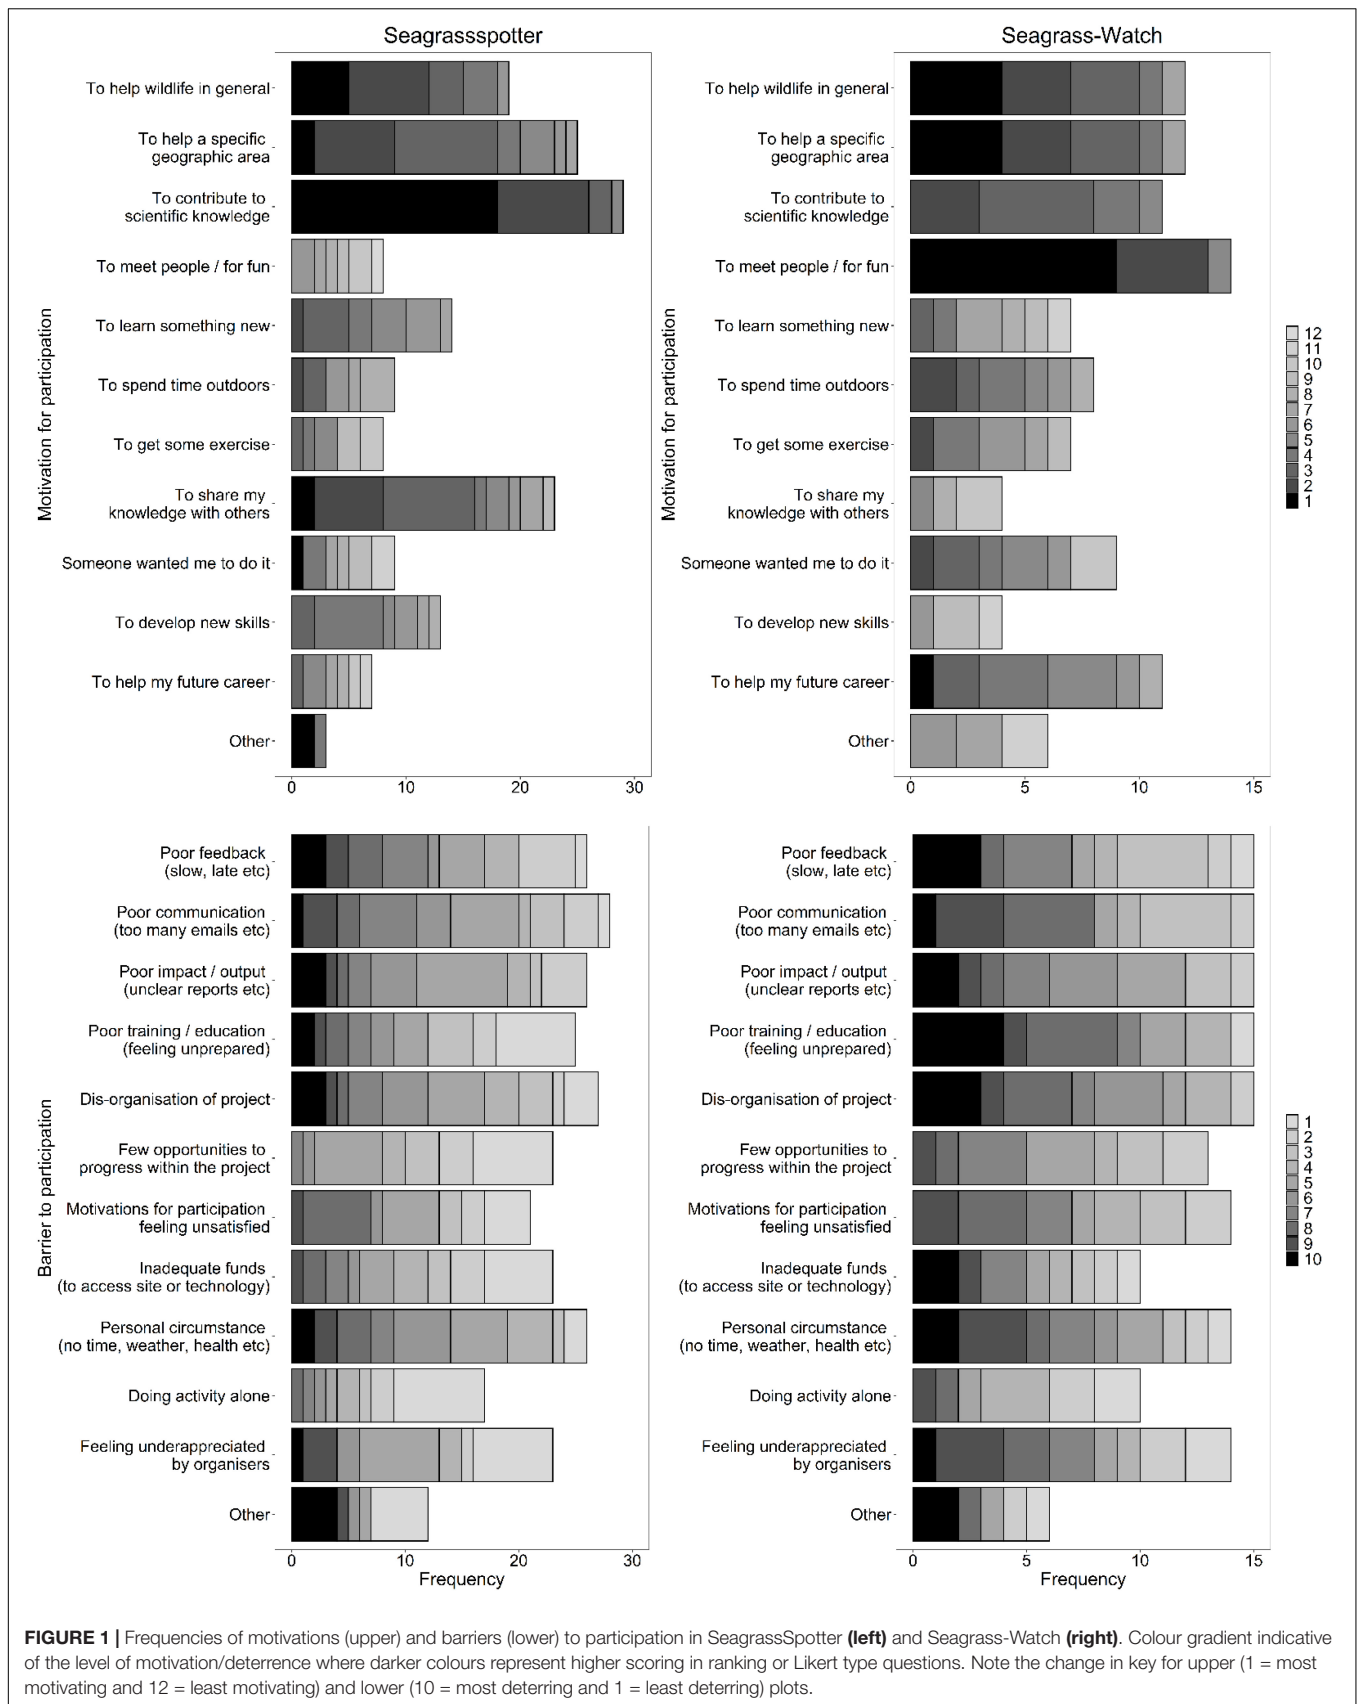 Seagrassspotter
Seagrass-Watch
Motivation for participation
To help wildlife in general
To help a specific
geographic area
To contribute to
scientific knowledge
To meet people / for fun
To learn something new
To spend time outdoors
To get some exercise
To share my
knowledge with others
Someone wanted me to do it
To develop new skills
To help my future career
Other
0 10 20 30
Motivation for participation
To help wildlife in general
To help a specific
geographic area
To contribute to
scientific knowledge
To meet people / for fun
To learn something new
To spend time outdoors
To get some exercise
To share my
knowledge with others
Someone wanted me to do it
To develop new skills
To help my future career
Other
0 5 10 15
12
11
10
9
8
7
6
5
4
3
2
1
Barrier to participation
Poor feedback
(slow, late etc)
Poor communication
(too many emails etc)
Poor impact / output
(unclear reports etc)
Poor training / education
(feeling unprepared)
Dis-organisation of project
Few opportunities to
progress within the project
Motivations for participation
feeling unsatisfied
Inadequate funds
(to access site or technology)
Personal circumstance
(no time, weather, health etc)
Doing activity alone
Feeling underappreciated
by organisers
Other
0 10 20 30
Frequency
Poor feedback
(slow, late etc)
Poor communication
(too many emails etc)
Poor impact / output
(unclear reports etc)
Poor training / education
(feeling unprepared)
Dis-organisation of project
Few opportunities to
progress within the project
Motivations for participation
feeling unsatisfied
Inadequate funds
(to access site or technology)
Personal circumstance
(no time, weather, health etc)
Doing activity alone
Feeling underappreciated
by organisers
Other
0 5 10 15
Frequency
1
2
3
4
5
6
7
8
9
10
FIGURE 1 | Frequencies of motivations (upper) and barriers (lower) to participation in SeagrassSpotter (left) and Seagrass-Watch (right). Colour gradient indicative
of the level of motivation/deterrence where darker colours represent higher scoring in ranking or Likert type questions. Note the change in key for upper (1 = most
motivating and 12 = least motivating) and lower (10 = most deterring and 1 = least deterring) plots.